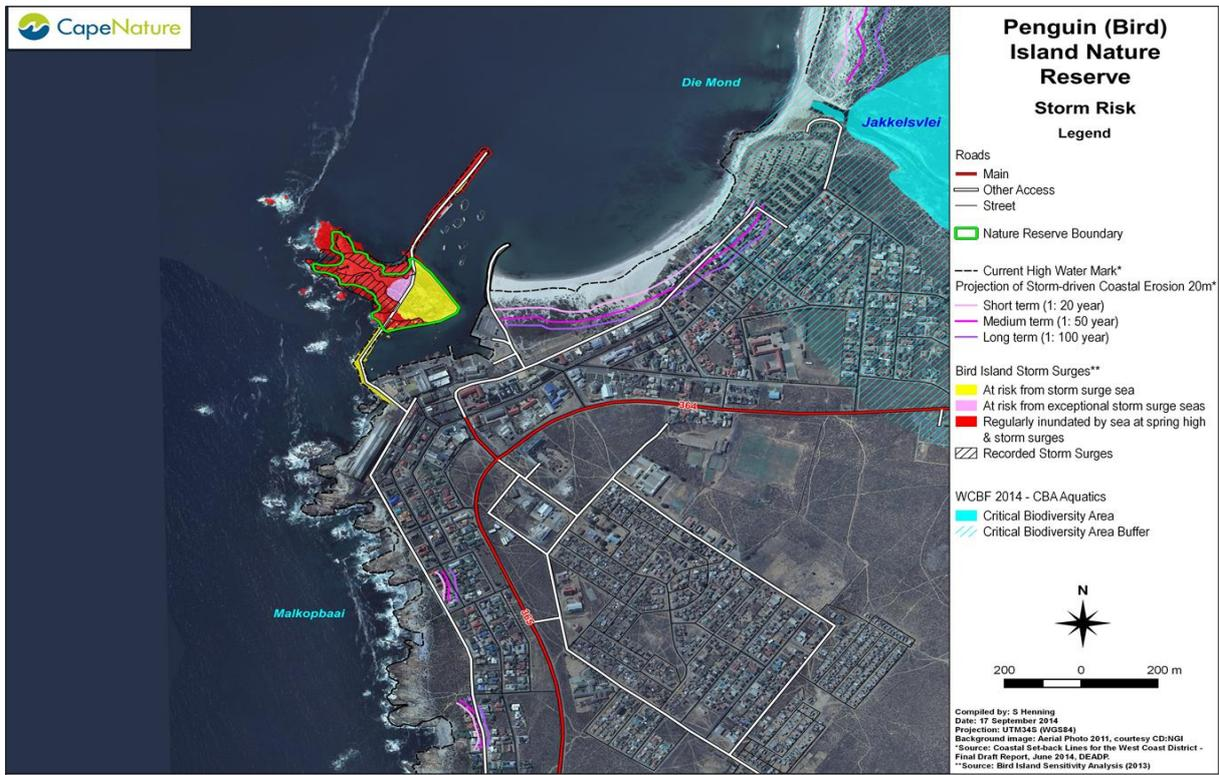 CapeNature
Die Mond
Jakkelsvlei
364
365
Malkopbaai
Penguin (Bird)
Island Nature
Reserve
Storm Risk
Legend
Roads
Main
Other Access
Street
Nature Reserve Boundary
Current High Water Mark*
Projection of Storm-driven Coastal Erosion 20m*
Short term (1: 20 year)
Medium term (1: 50 year)
Long term (1: 100 year)
Bird Island Storm Surges**
At risk from storm surge sea
At risk from exceptional storm surge seas
Regularly inundated by sea at spring high
& storm surges
Recorded Storm Surges
WCBF 2014 - CBA Aquatics
Critical Biodiversity Area
Critical Biodiversity Area Buffer
N
200 0 200 m
Compiled by: S Henning
Date: 17 September 2014
Projection: UTM34S (WGS84)
Background image: Aerial Photo 2011, courtesy CD:NGI
*Source: Coastal Set-back Lines for the West Coast District -
Final Draft Report, June 2014, DEADP.
**Source: Bird Island Sensitivity Analysis (2013)